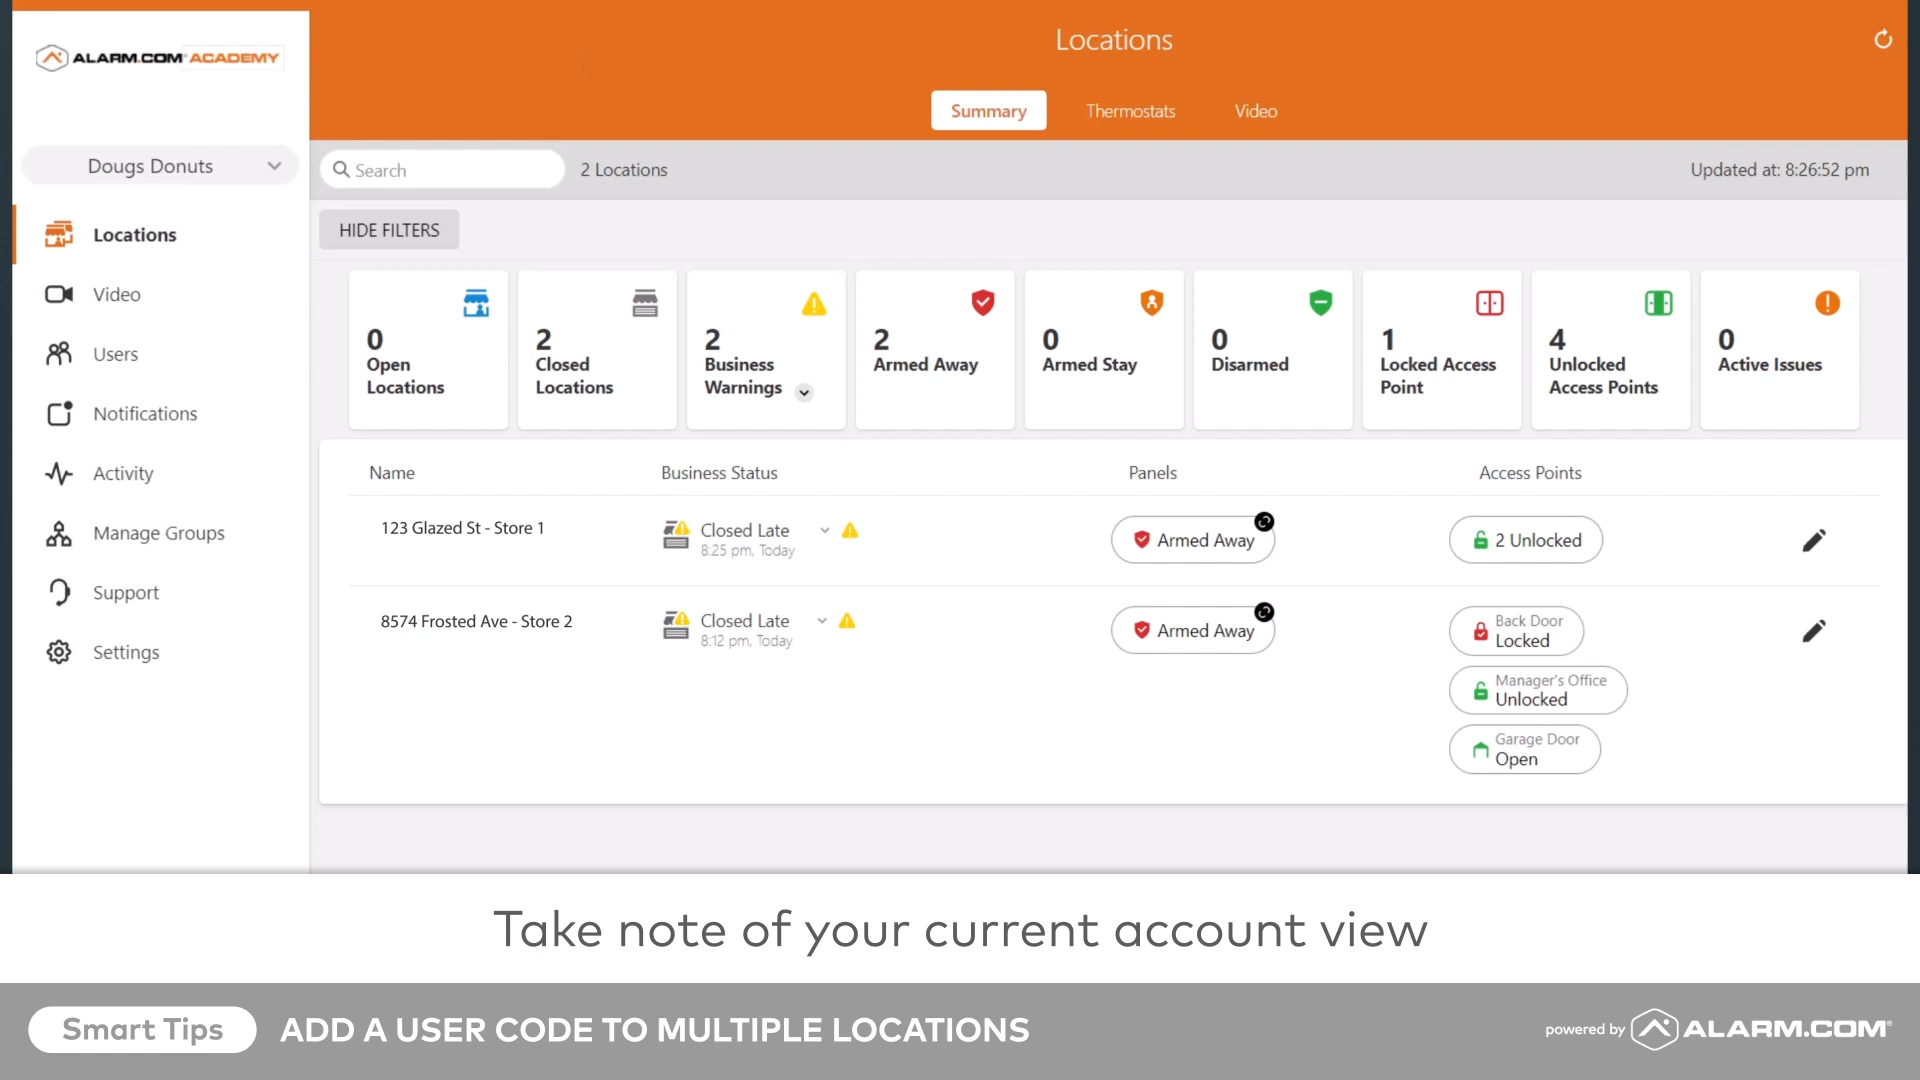 ALARM.COM® ACADEMY
Dougs Donuts
Locations
Video
Users
Notifications
Activity
Manage Groups
Support
Settings
Locations
Summary
Thermostats
Video
Search
2 Locations
Updated at: 8:26:52 pm
HIDE FILTERS
0
Open
Locations
2
Closed
Locations
2
Business
Warnings
2
Armed Away
0
Armed Stay
0
Disarmed
1
Locked Access
Point
4
Unlocked
Access Points
0
Active Issues
Name
Business Status
Panels
Access Points
123 Glazed St - Store 1
Closed Late
8:25 pm, Today
Armed Away
2 Unlocked
8574 Frosted Ave - Store 2
Closed Late
8:12 pm, Today
Armed Away
Back Door
Locked
Manager's Office
Unlocked
Garage Door
Open
Take note of your current account view
Smart Tips
ADD A USER CODE TO MULTIPLE LOCATIONS
powered by ALARM.COM®